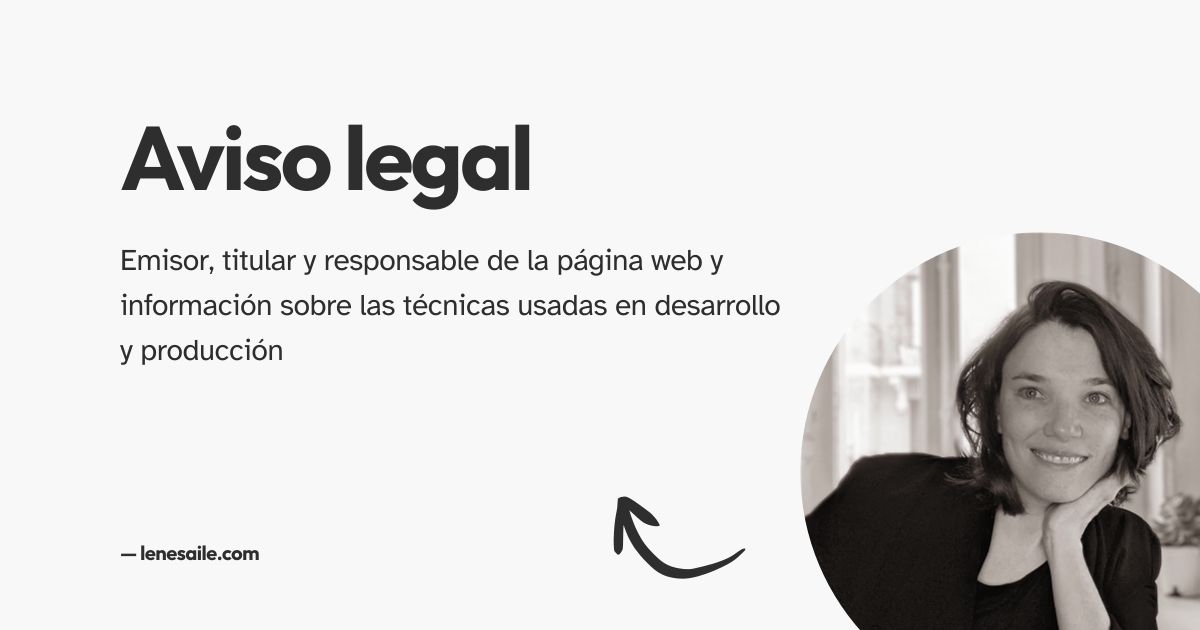 Aviso legal
Emisor, titular y responsable de la página web y
información sobre las técnicas usadas en desarrollo
y producción
— lenesaile.com